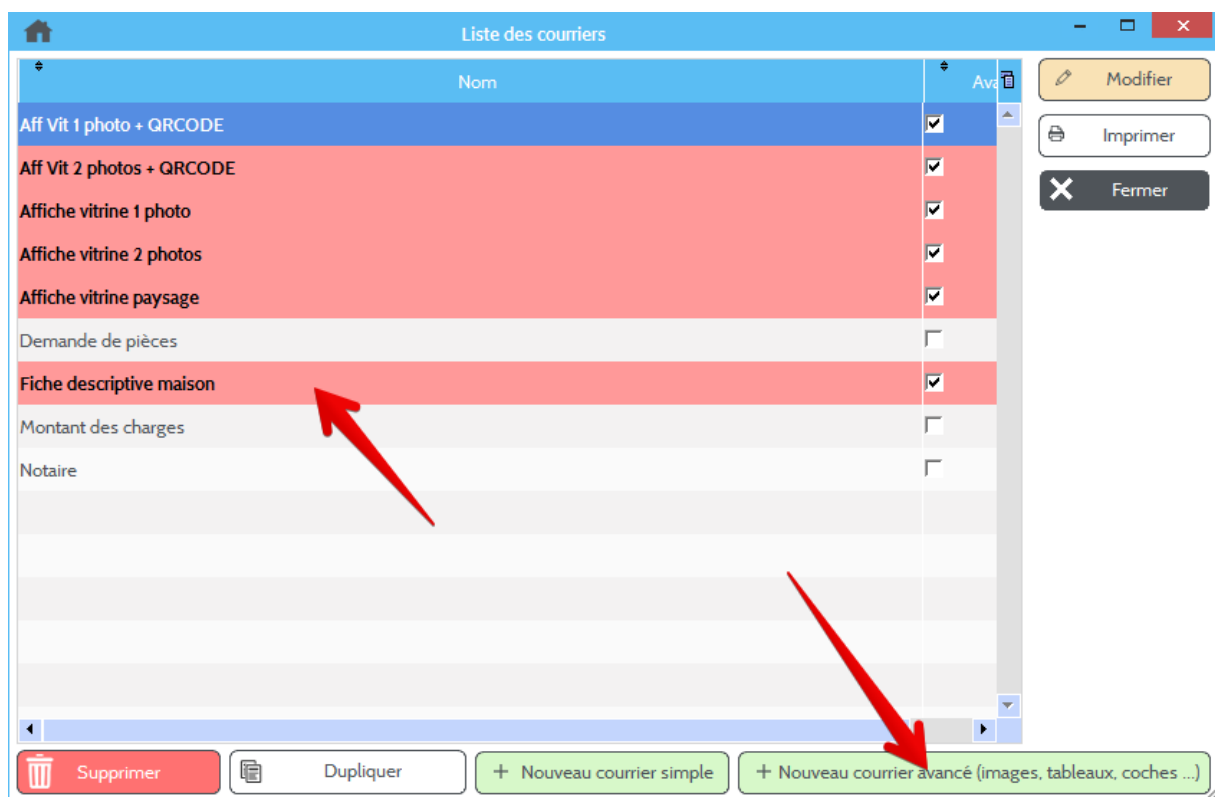 Liste des courriers
Nom
Ava
Modifier
Imprimer
Fermer
Aff Vit 1 photo + QRCODE
Aff Vit 2 photos + QRCODE
Affiche vitrine 1 photo
Affiche vitrine 2 photos
Affiche vitrine paysage
Demande de pièces
Fiche descriptive maison
Montant des charges
Notaire
Supprimer
Dupliquer
+ Nouveau courrier simple
+ Nouveau courrier avancé (images, tableaux, coches ...)